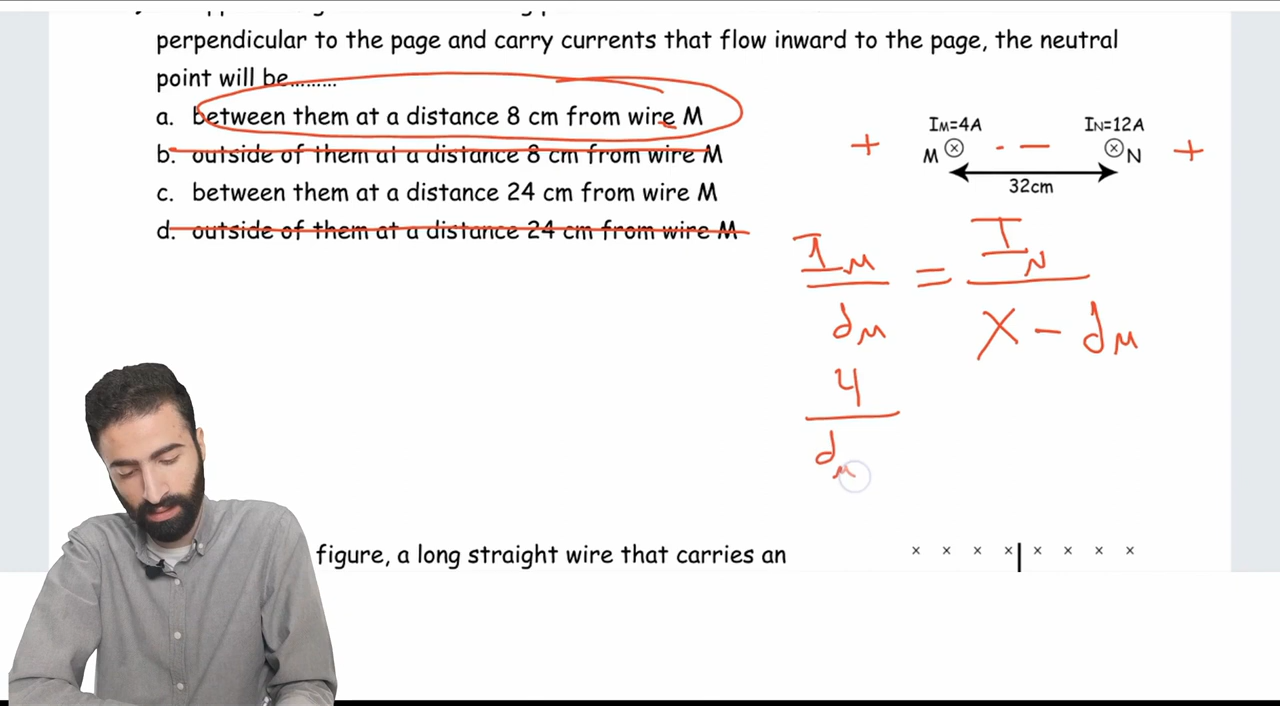 perpendicular to the page and carry currents that flow inward to the page, the neutral
point will be.........
a. between them at a distance 8 cm from wire M
b. outside of them at a distance 8 cm from wire M
c. between them at a distance 24 cm from wire M
d. outside of them at a distance 24 cm from wire M
IM=4A IN=12A
+ M ⊗ · - - ⊗ N +
32cm
IM/dM = IN/X - dM
4/dM
figure, a long straight wire that carries an
× × × × × × × ×